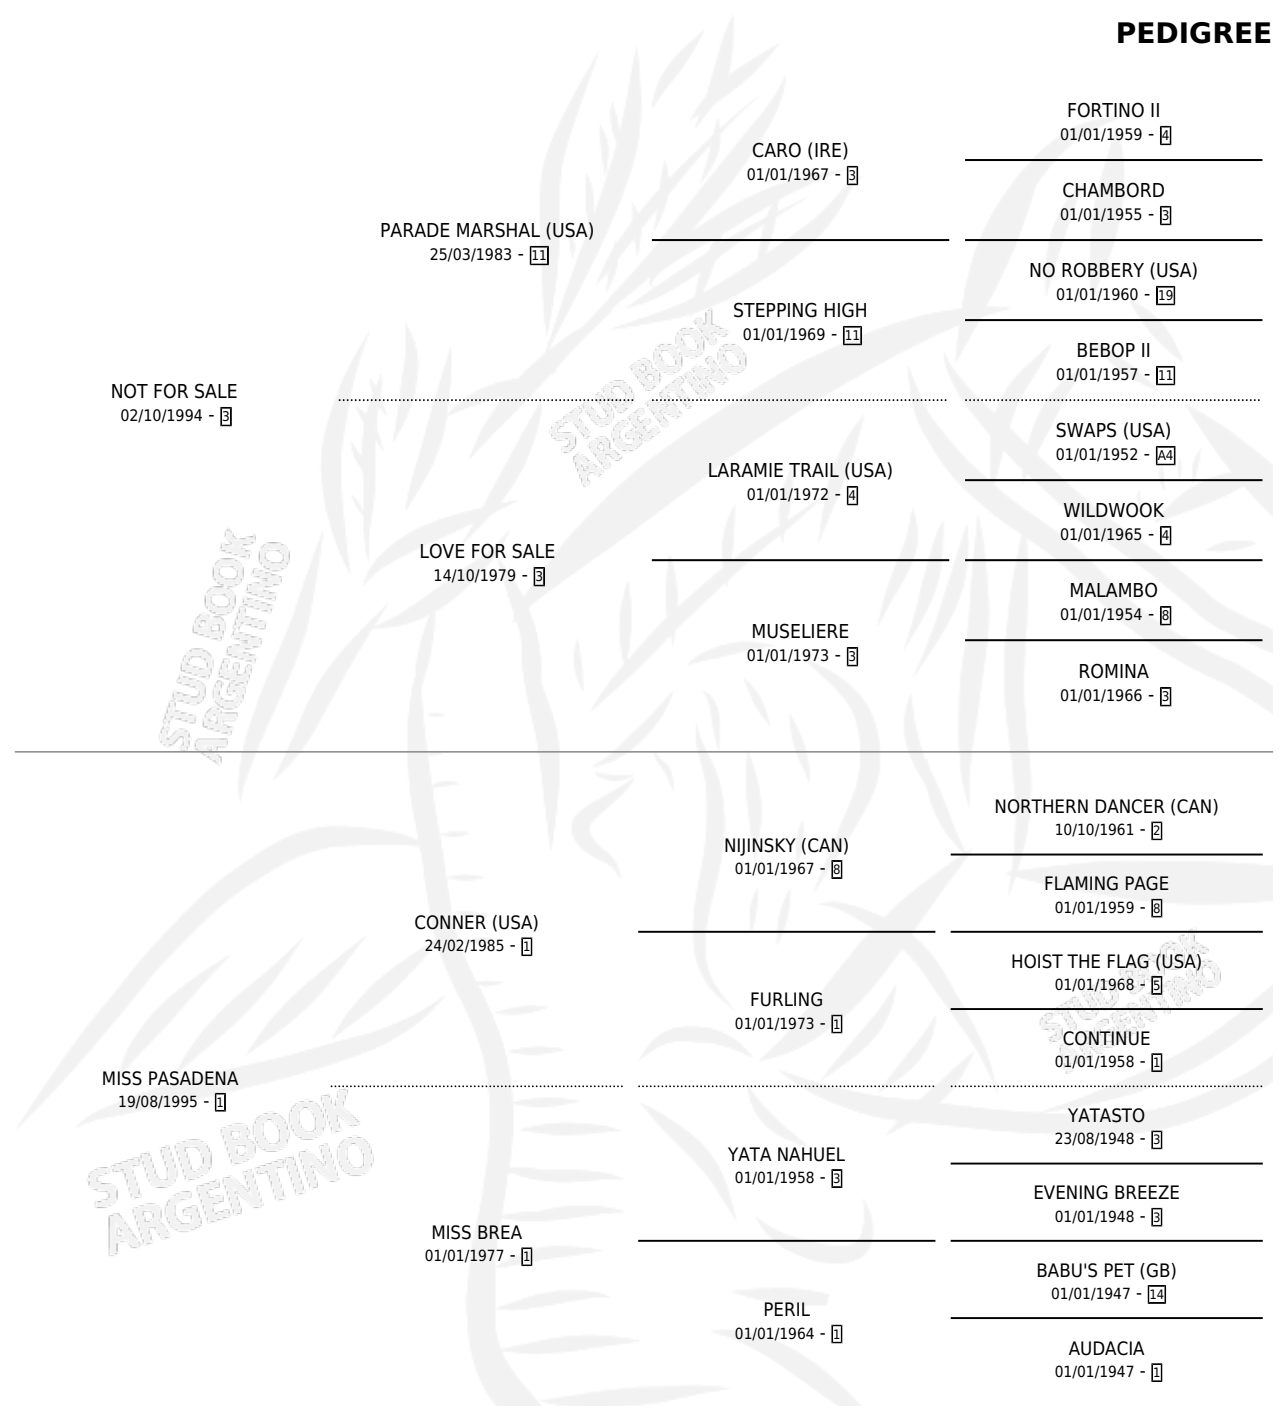 PEDIGREE
FORTINO II
01/01/1959 - 4
CARO (IRE)
01/01/1967 - 3
CHAMBORD
01/01/1955 - 3
PARADE MARSHAL (USA)
25/03/1983 - 11
NO ROBBERY (USA)
01/01/1960 - 19
STEPPING HIGH
01/01/1969 - 11
BEBOP II
01/01/1957 - 11
NOT FOR SALE
02/10/1994 - 3
SWAPS (USA)
01/01/1952 - A4
LARAMIE TRAIL (USA)
01/01/1972 - 4
WILDWOOK
01/01/1965 - 4
LOVE FOR SALE
14/10/1979 - 3
MALAMBO
01/01/1954 - 8
MUSELIERE
01/01/1973 - 3
ROMINA
01/01/1966 - 3
STUD BOOK
ARGENTINO
STUD BOOK
ARGENTINO
NORTHERN DANCER (CAN)
10/10/1961 - 2
NIJINSKY (CAN)
01/01/1967 - 8
FLAMING PAGE
01/01/1959 - 8
CONNER (USA)
24/02/1985 - 1
HOIST THE FLAG (USA)
01/01/1968 - 5
FURLING
01/01/1973 - 1
CONTINUE
01/01/1958 - 1
MISS PASADENA
19/08/1995 - 1
YATASTO
23/08/1948 - 3
YATA NAHUEL
01/01/1958 - 3
EVENING BREEZE
01/01/1948 - 3
MISS BREA
01/01/1977 - 1
BABU'S PET (GB)
01/01/1947 - 14
PERIL
01/01/1964 - 1
AUDACIA
01/01/1947 - 1
STUD BOOK
ARGENTINO
STUD BOOK
ARGENTINO